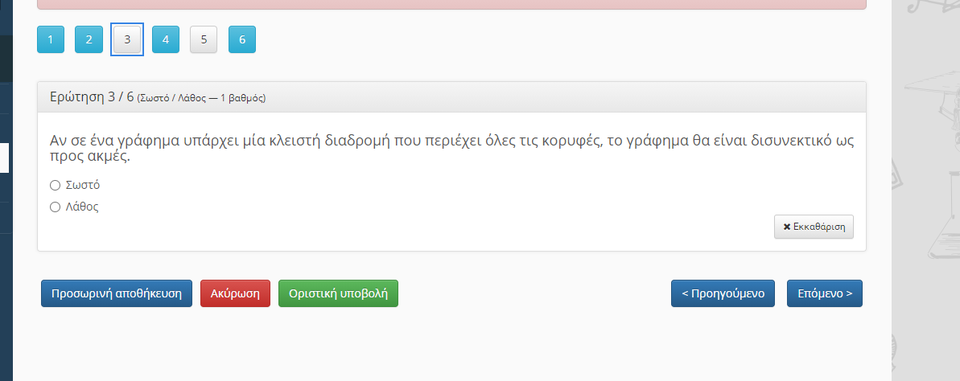 1 2 3 4 5 6
Ερώτηση 3 / 6 (Σωστό / Λάθος — 1 βαθμός)
Αν σε ένα γράφημα υπάρχει μία κλειστή διαδρομή που περιέχει όλες τις κορυφές, το γράφημα θα είναι δισυνεκτικό ως
προς ακμές.
Σωστό
Λάθος
✖ Εκκαθάριση
Προσωρινή αποθήκευση Ακύρωση Οριστική υποβολή < Προηγούμενο Επόμενο >